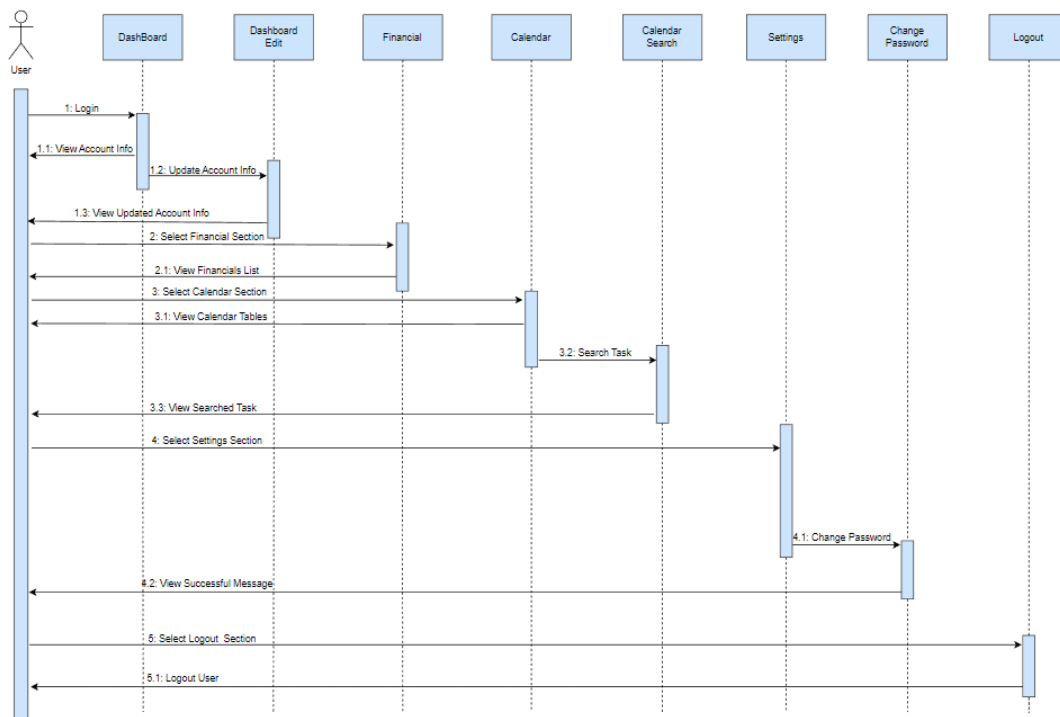 DashBoard
Dashboard
Edit
Financial
Calendar
Calendar
Search
Settings
Change
Password
Logout
User
1: Login
1.1: View Account Info
1.2: Update Account Info
1.3: View Updated Account Info
2: Select Financial Section
2.1: View Financials List
3: Select Calendar Section
3.1: View Calendar Tables
3.2: Search Task
3.3: View Searched Task
4: Select Settings Section
4.1: Change Password
4.2: View Successful Message
5: Select Logout Section
5.1: Logout User